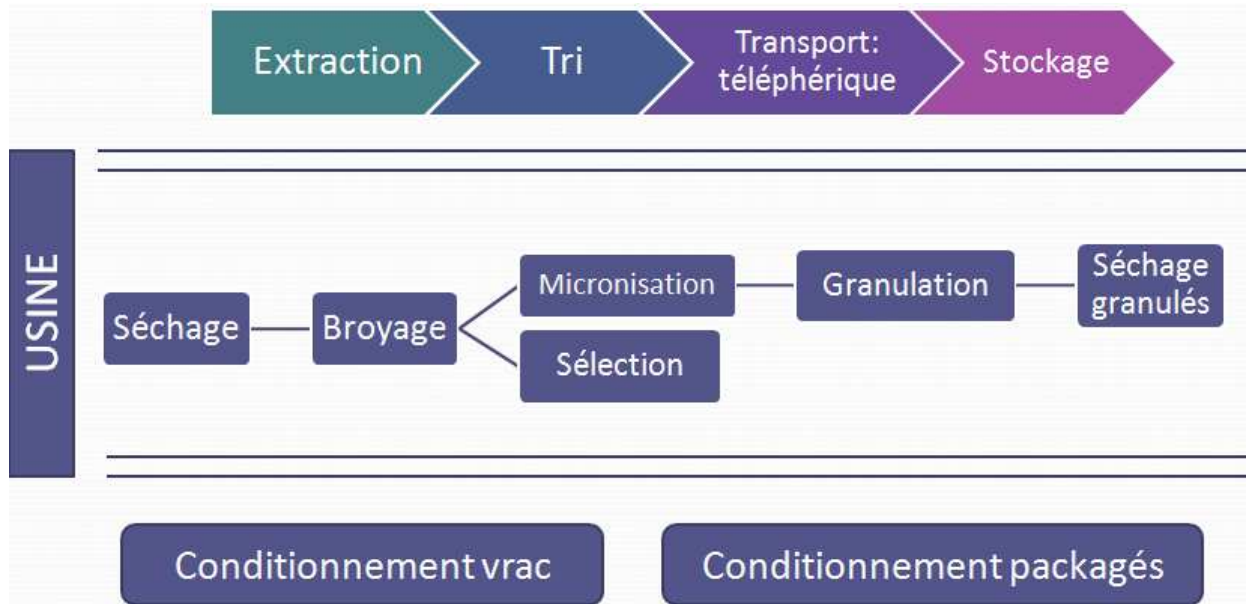 Extraction
Tri
Transport:
téléphérique
Stockage
USINE
Séchage
Broyage
Micronisation
Sélection
Granulation
Séchage
granulés
Conditionnement vrac
Conditionnement packagés